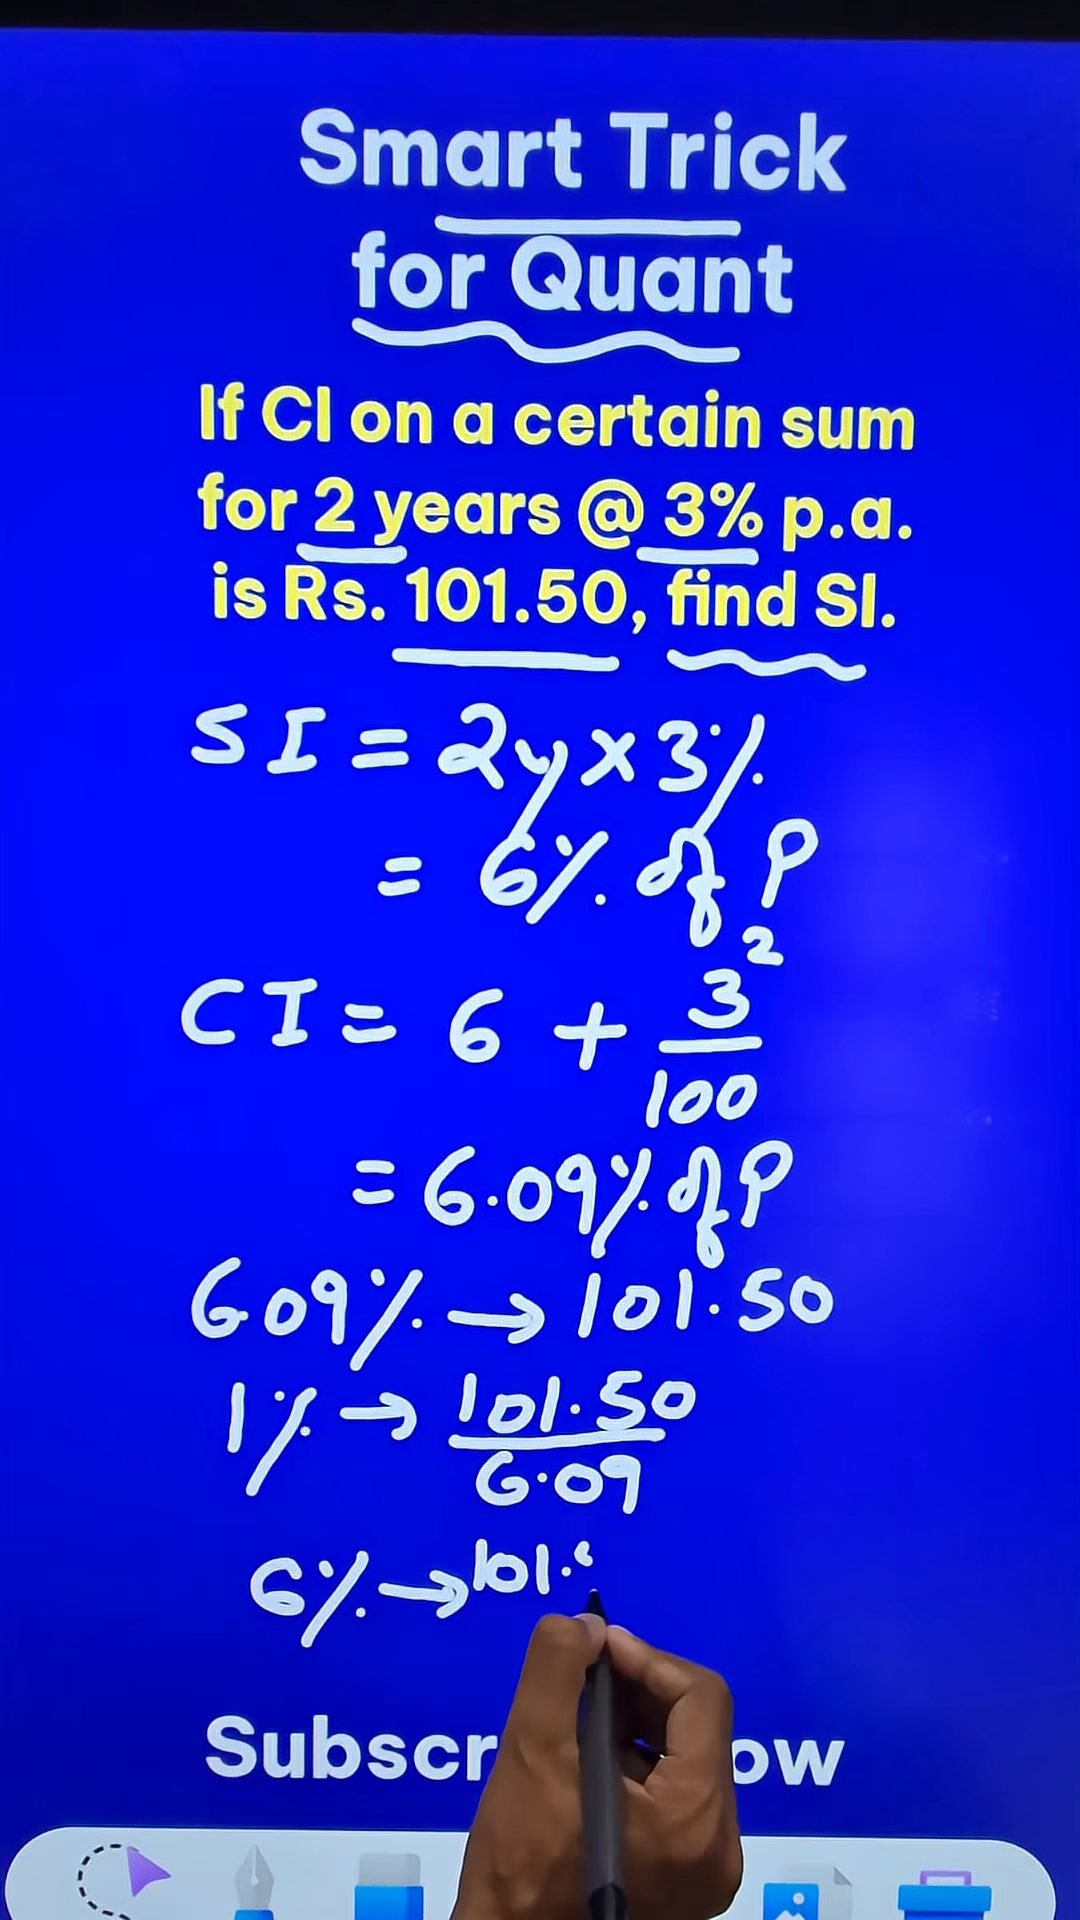 Smart Trick
for Quant
If CI on a certain sum
for 2 years @ 3% p.a.
is Rs. 101.50, find SI.
SI = 2y × 3%
= 6% of P
CI = 6 + 3²/100
= 6.09% of P
6.09% → 101.50
1% → 101.50/6.09
6% → 101.